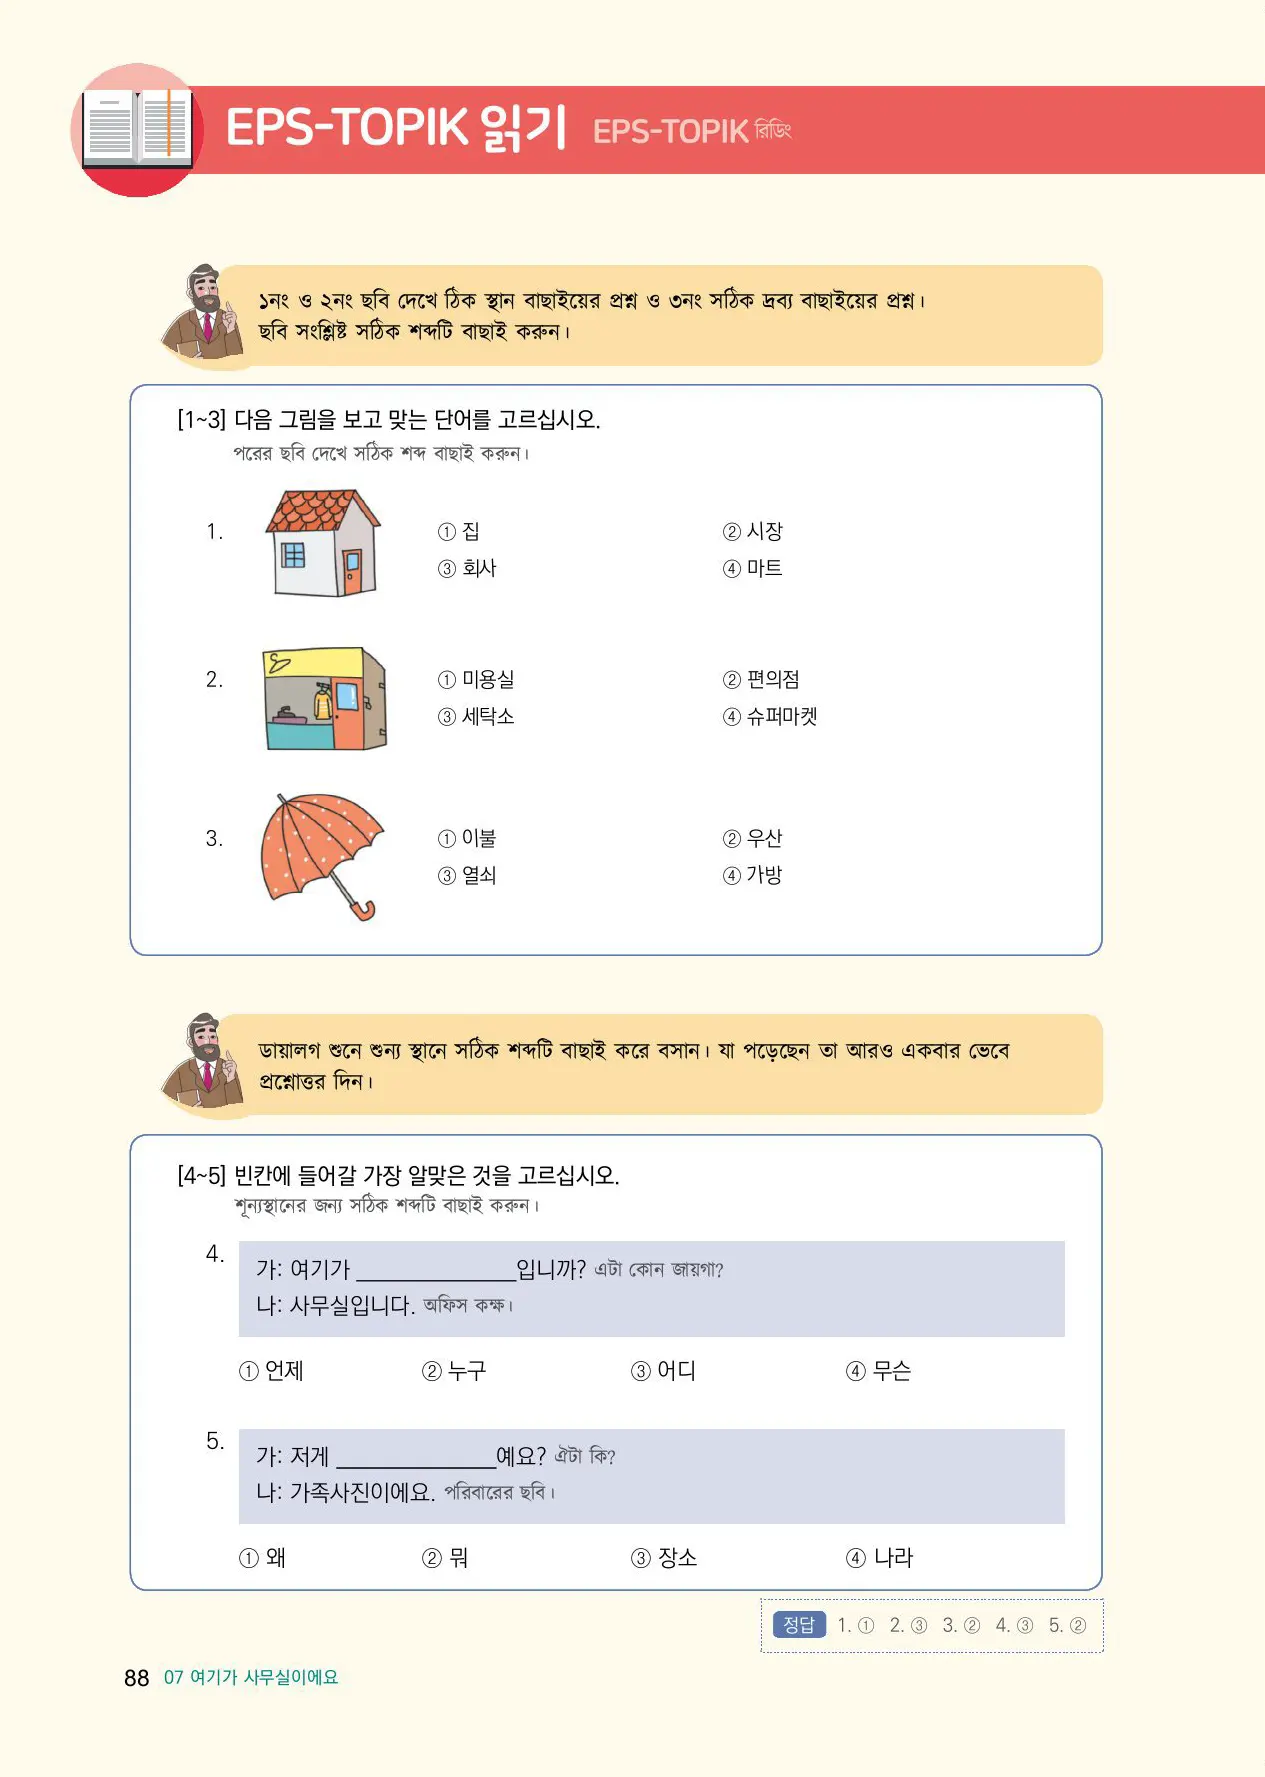 EPS-TOPIK 읽기 EPS-TOPIK রিডিং
১নং ও ২নং ছবি দেখে ঠিক স্থান বাছাইয়ের প্রশ্ন ও ৩নং সঠিক দ্রব্য বাছাইয়ের প্রশ্ন।
ছবি সংশ্লিষ্ট সঠিক শব্দটি বাছাই করুন।
[1~3] 다음 그림을 보고 맞는 단어를 고르십시오.
পরের ছবি দেখে সঠিক শব্দ বাছাই করুন।
1. ① 집 ② 시장
③ 회사 ④ 마트
2. ① 미용실 ② 편의점
③ 세탁소 ④ 슈퍼마켓
3. ① 이불 ② 우산
③ 열쇠 ④ 가방
ডায়ালগ শুনে শুন্য স্থানে সঠিক শব্দটি বাছাই করে বসান। যা পড়েছেন তা আরও একবার ভেবে
প্রশ্নোত্তর দিন।
[4~5] 빈칸에 들어갈 가장 알맞은 것을 고르십시오.
শূন্যস্থানের জন্য সঠিক শব্দটি বাছাই করুন।
4. 가: 여기가 ______________입니까? এটা কোন জায়গা?
나: 사무실입니다. অফিস কক্ষ।
① 언제 ② 누구 ③ 어디 ④ 무슨
5. 가: 저게 ______________예요? ঐটা কি?
나: 가족사진이에요. পরিবারের ছবি।
① 왜 ② 뭐 ③ 장소 ④ 나라
정답 1. ① 2. ③ 3. ② 4. ③ 5. ②
88 07 여기가 사무실이에요